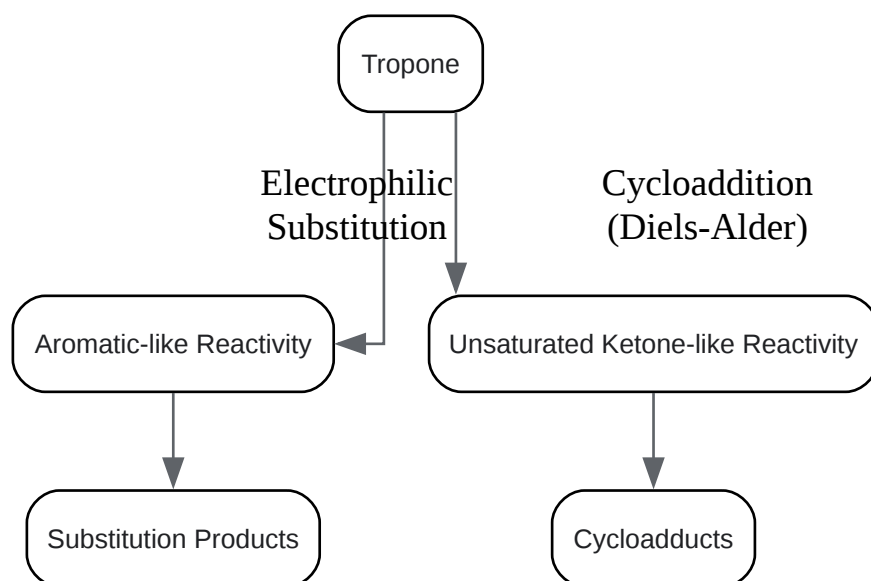 Tropone
Electrophilic
Substitution
Cycloaddition
(Diels-Alder)
Aromatic-like Reactivity
Unsaturated Ketone-like Reactivity
Substitution Products
Cycloadducts